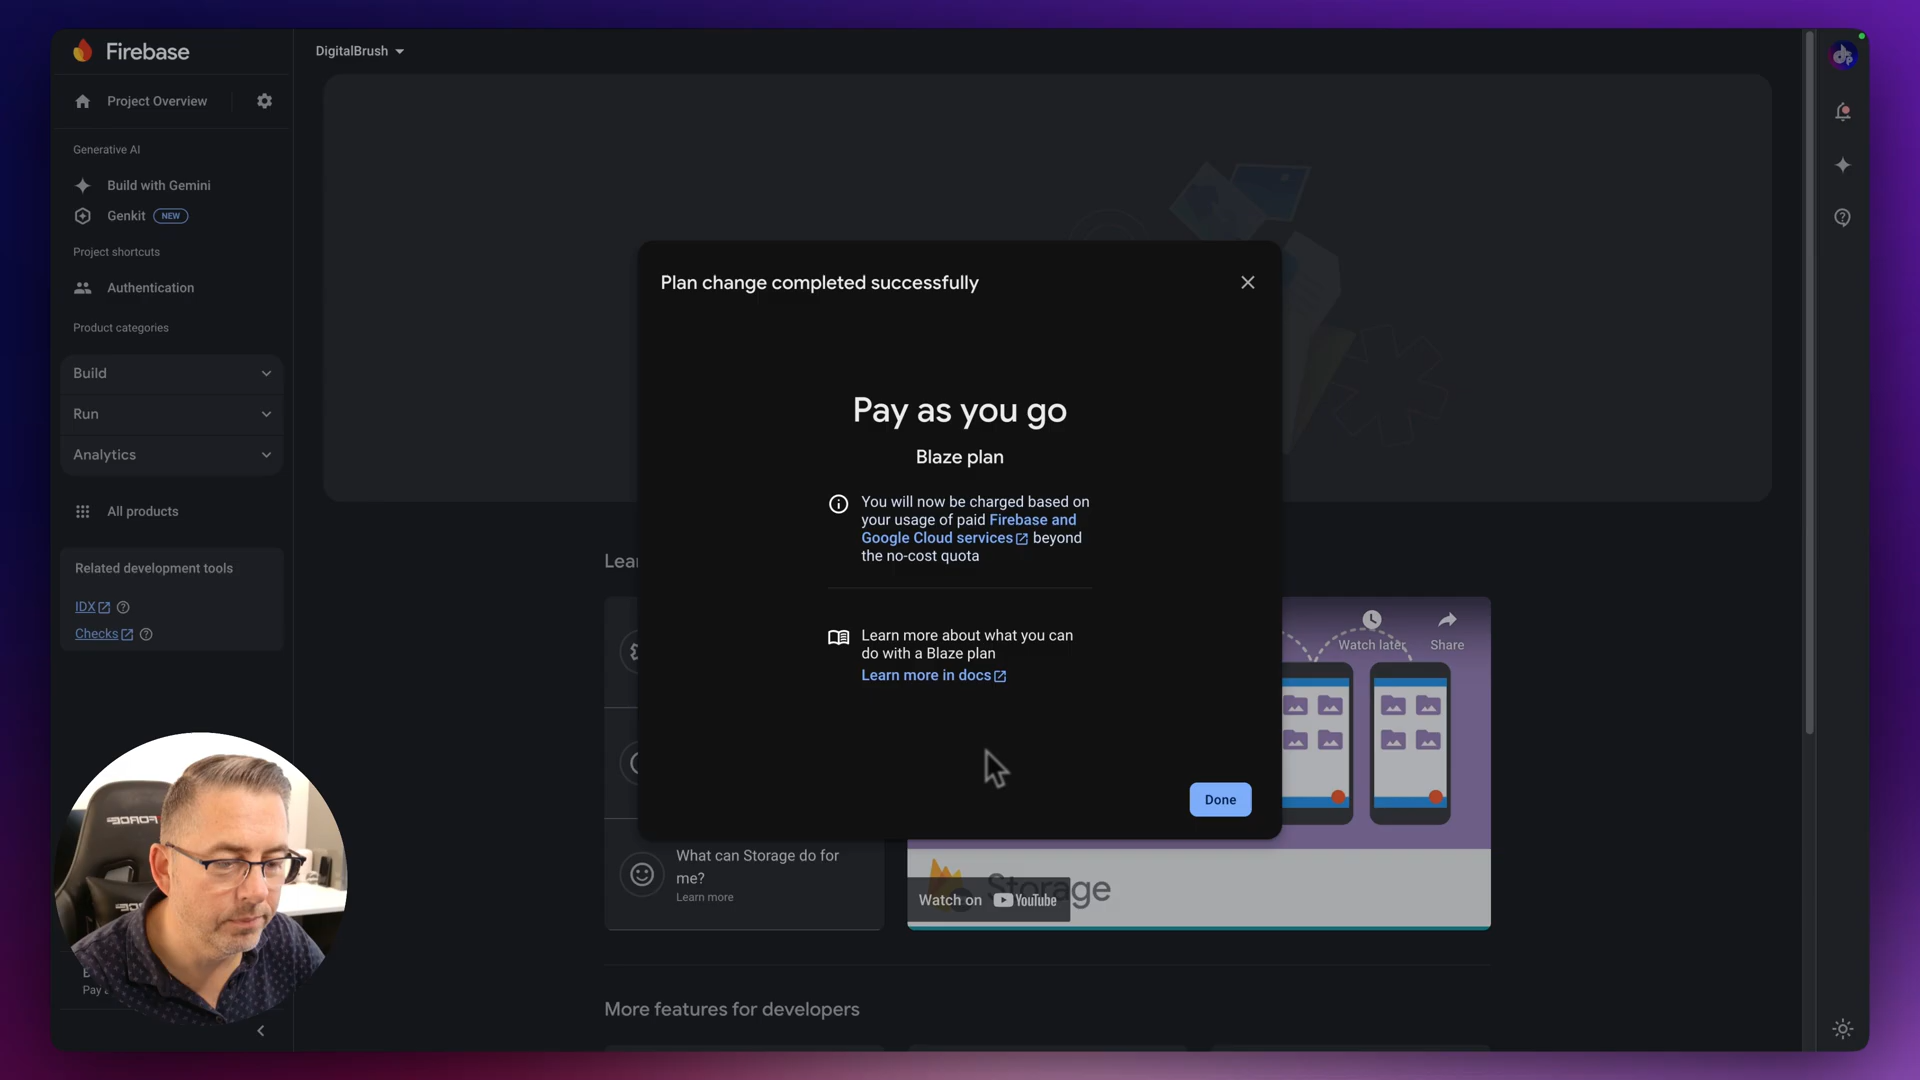 Firebase
DigitalBrush
Project Overview
Generative AI
Build with Gemini
Genkit NEW
Project shortcuts
Authentication
Product categories
Build
Run
Analytics
All products
Related development tools
IDX
Checks
Plan change completed successfully
Pay as you go
Blaze plan
You will now be charged based on
your usage of paid Firebase and
Google Cloud services beyond
the no-cost quota
Learn more about what you can
do with a Blaze plan
Learn more in docs
Done
Watch later
Share
What can Storage do for
me?
Learn more
Storage
Watch on YouTube
More features for developers